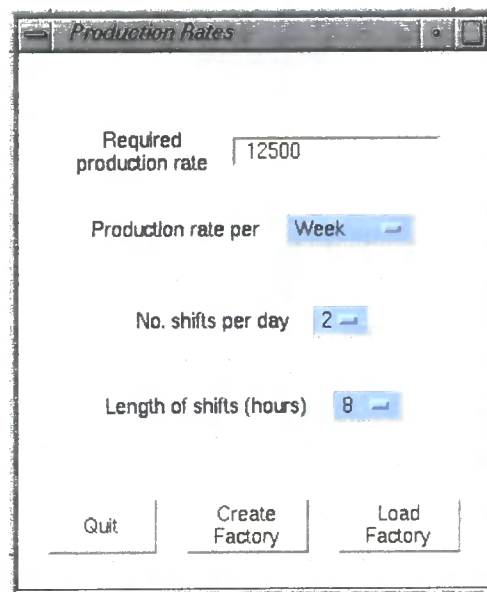 Production Rates
Required
production rate
12500
Production rate per Week
No. shifts per day 2
Length of shifts (hours) 8
Quit
Create
Factory
Load
Factory